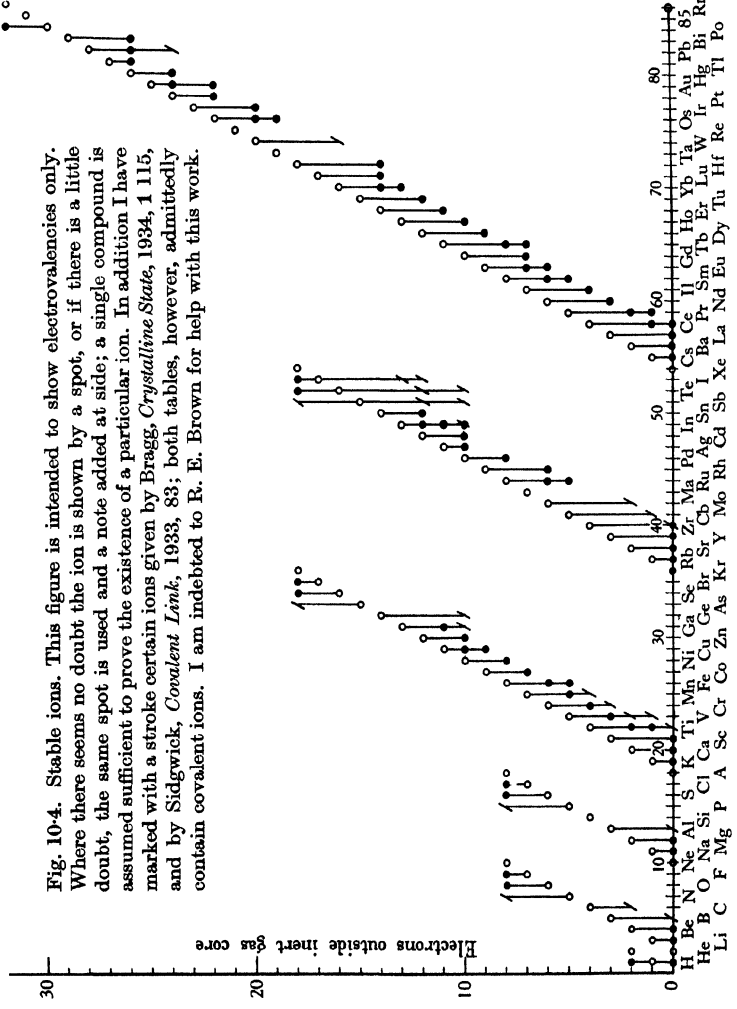 Fig. 10·4. Stable ions. This figure is intended to show electrovalencies only.
Where there seems no doubt the ion is shown by a spot, or if there is a little
doubt, the same spot is used and a note added at side; a single compound is
assumed sufficient to prove the existence of a particular ion. In addition I have
marked with a stroke certain ions given by Bragg, Crystalline State, 1934, 1 115,
and by Sidgwick, Covalent Link, 1933, 83; both tables, however, admittedly
contain covalent ions. I am indebted to R. E. Brown for help with this work.
Electrons outside inert gas core
30
20
10
0
10 20 30 40 50 60 70 80
H Be N Ne Al S K Ti Mn Ni Ga Se Rb Zr Ma Pd In Te Cs Ce Il Gd Ho Yb Ta Os Au Pb 85
He B O Na Si Cl Ca V Fe Cu Ge Br Sr Cb Ru Ag Sn I Ba Pr Sm Tb Er Lu W Ir Hg Bi Rn
Li C F Mg P A Sc Cr Co Zn As Kr Y Mo Rh Cd Sb Xe La Nd Eu Dy Tu Hf Re Pt Tl Po